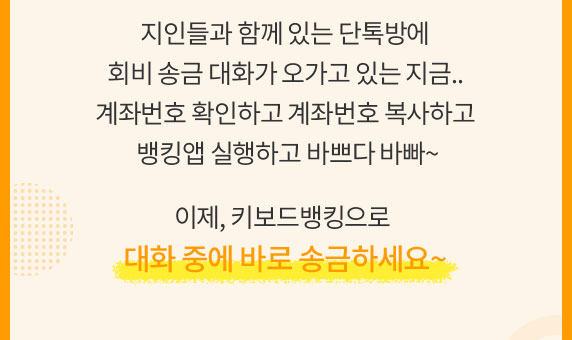 지인들과 함께 있는 단톡방에
회비 송금 대화가 오가고 있는 지금..
계좌번호 확인하고 계좌번호 복사하고
뱅킹앱 실행하고 바쁘다 바빠~
이제, 키보드뱅킹으로
대화 중에 바로 송금하세요~